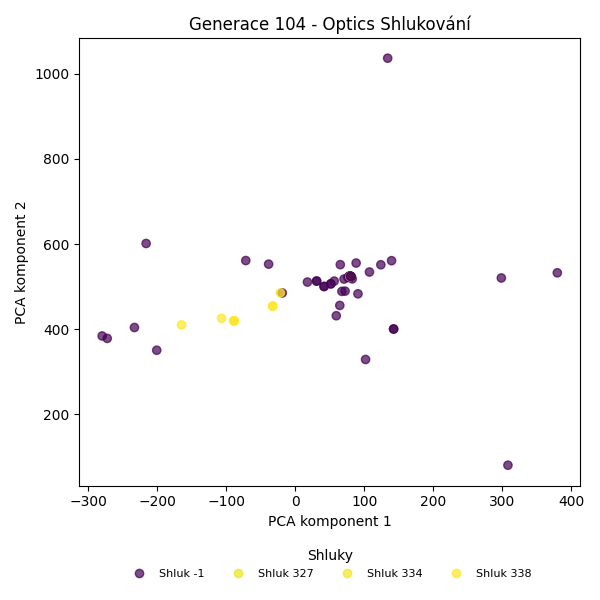 Generace 104 - Optics Shlukování
PCA komponent 2
1000
800
600
400
200
−300 −200 −100 0 100 200 300 400
PCA komponent 1
Shluky
Shluk -1 Shluk 327 Shluk 334 Shluk 338